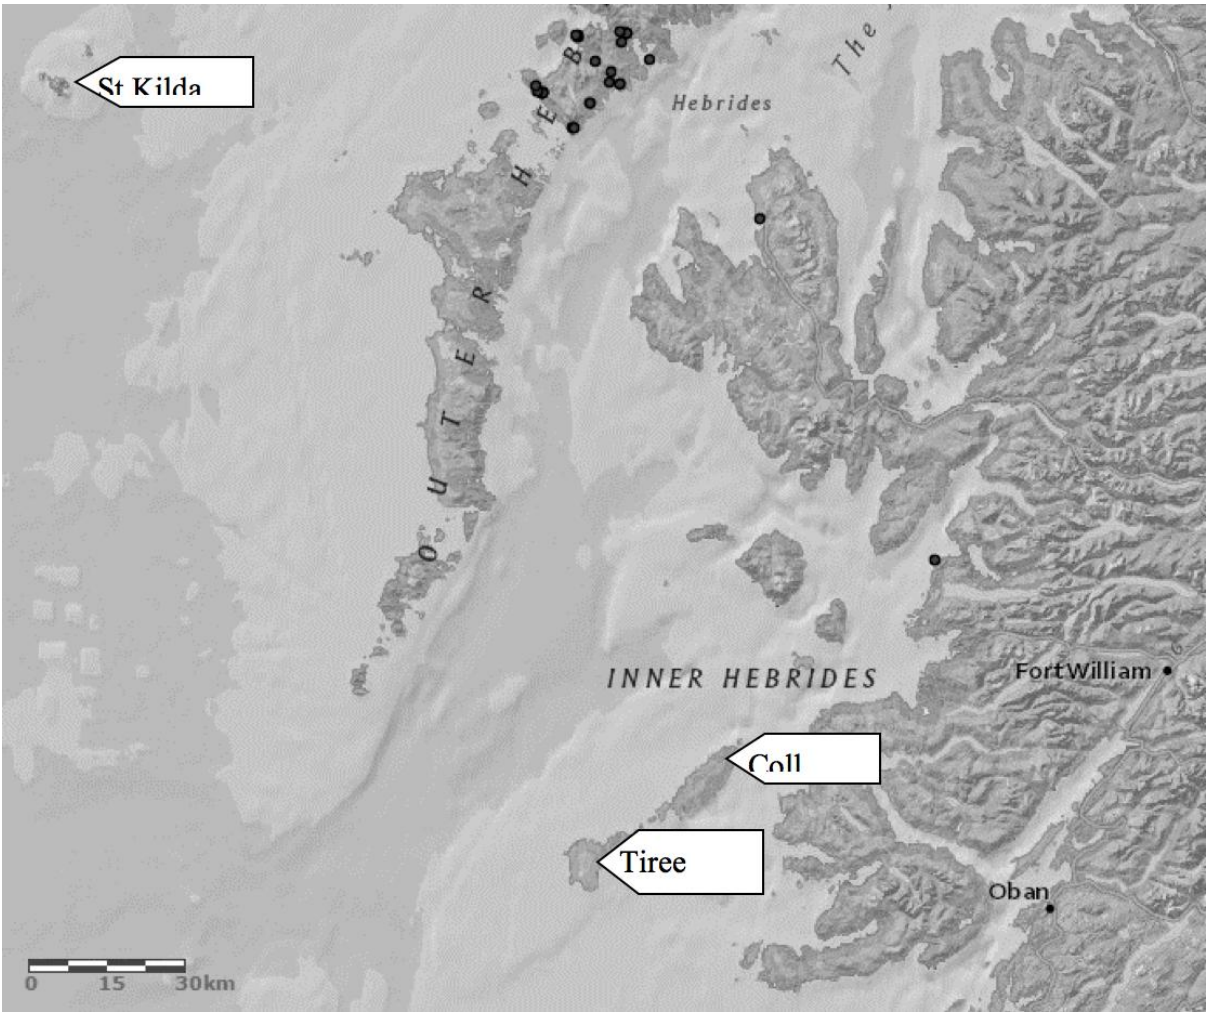 The
St Kilda
Hebrides
OUTER HEB
INNER HEBRIDES
Fort William
Coll
Tiree
Oban
0 15 30km